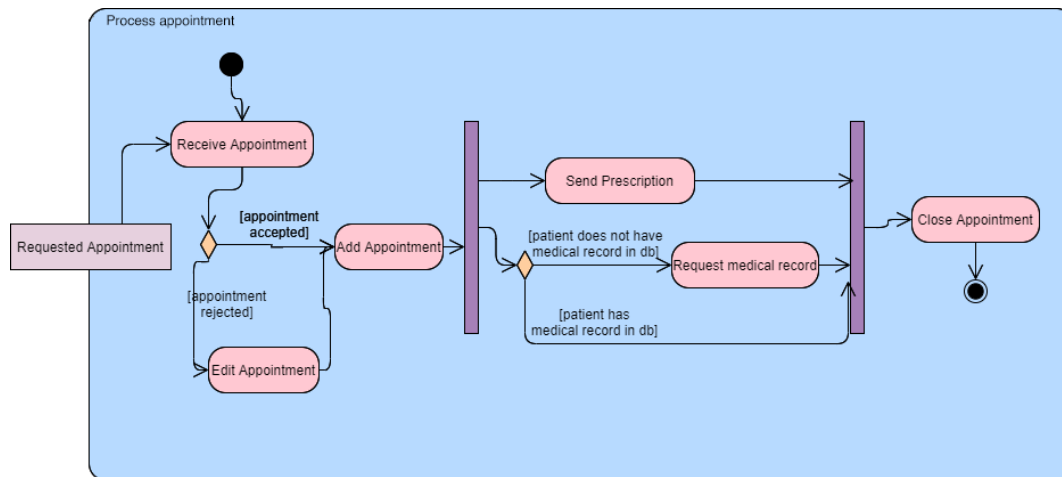 Process appointment
Receive Appointment
Requested Appointment
[appointment
accepted]
Add Appointment
[appointment
rejected]
Edit Appointment
Send Prescription
[patient does not have
medical record in db]
Request medical record
[patient has
medical record in db]
Close Appointment